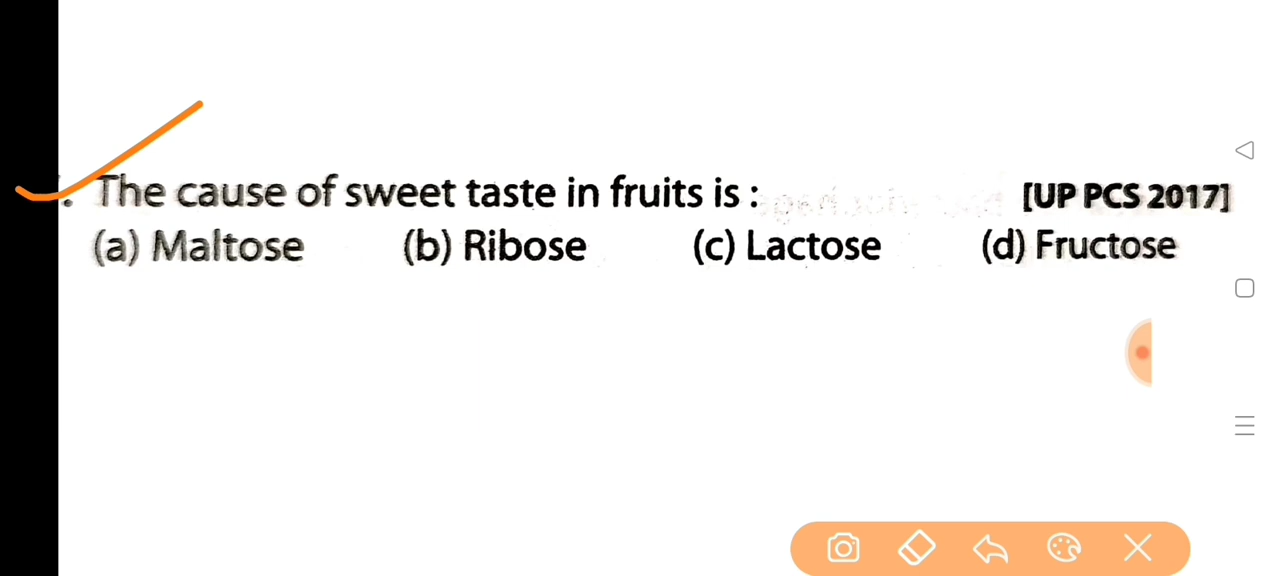 . The cause of sweet taste in fruits is : [UP PCS 2017]
(a) Maltose (b) Ribose (c) Lactose (d) Fructose